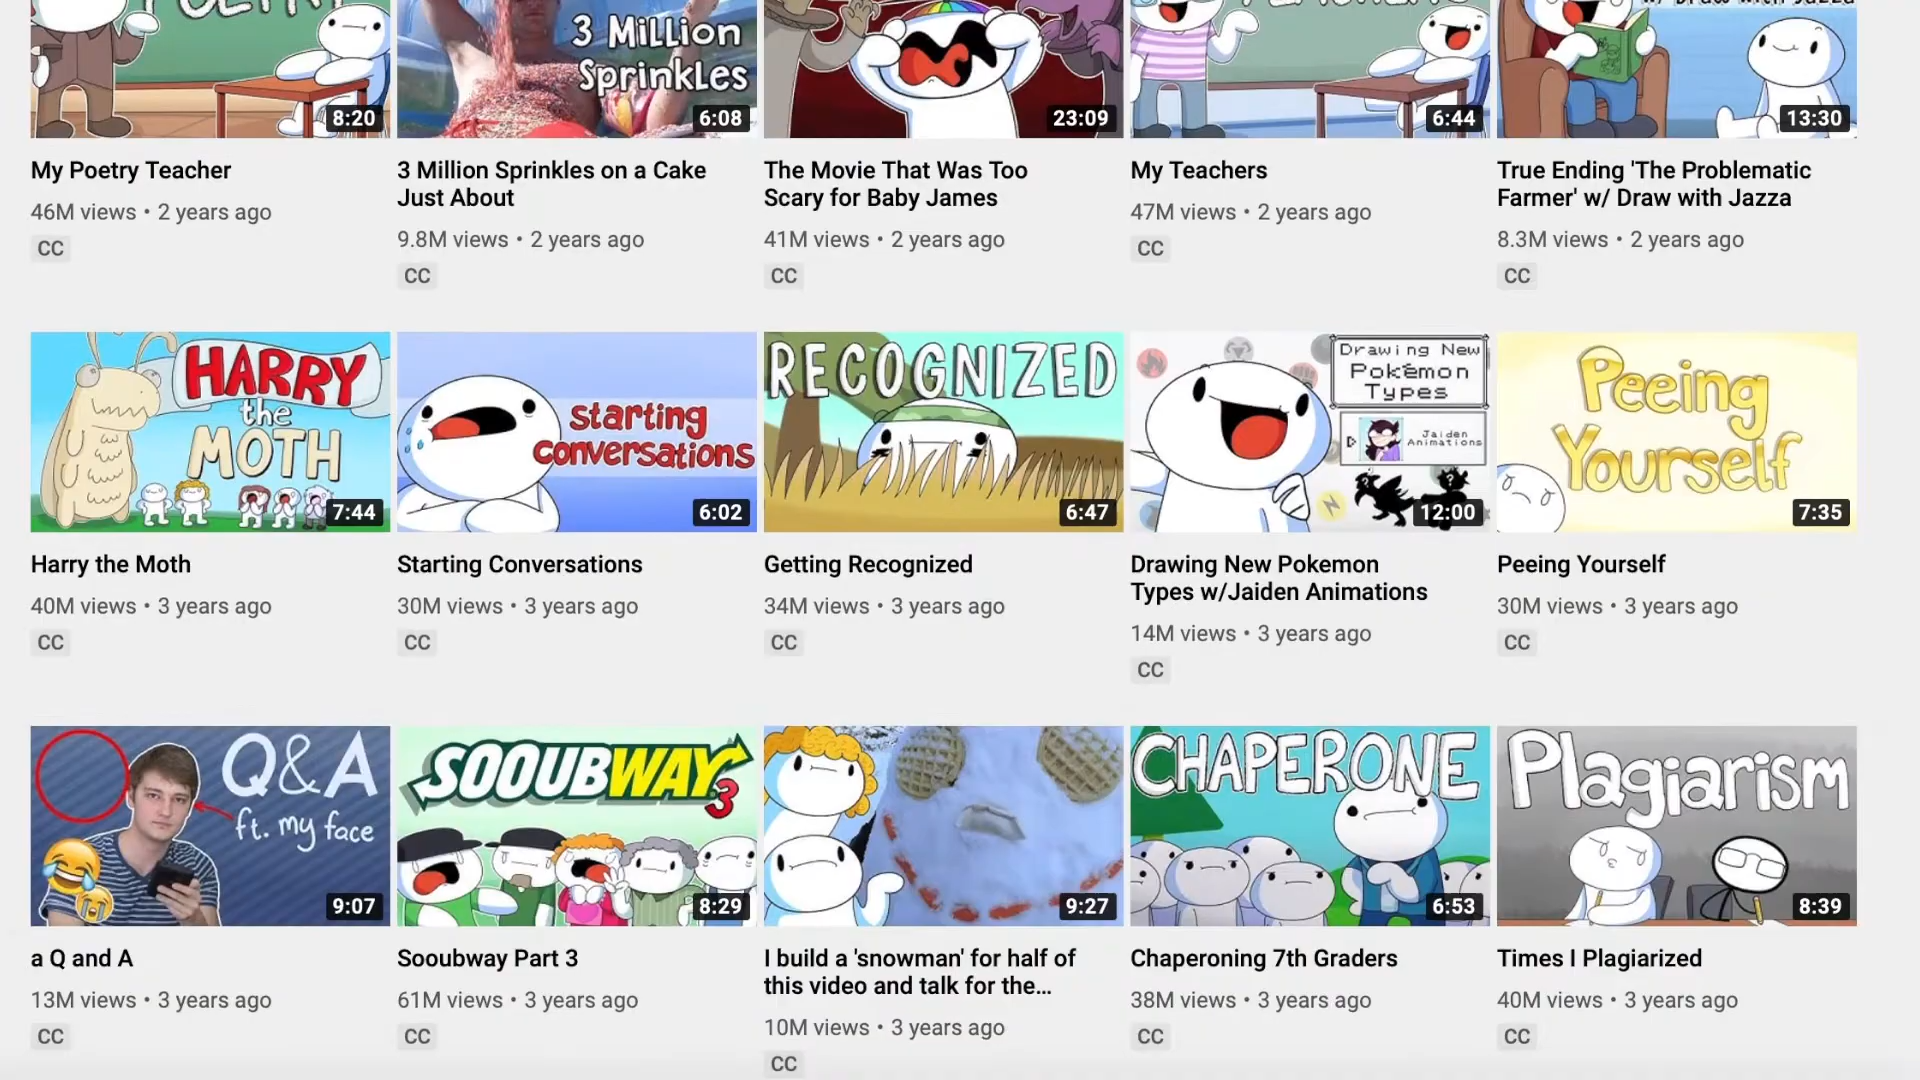 POETRY
3 MiLLion
SprinkLes
w/ Draw with Jazza
8:20
6:08
23:09
6:44
13:30
My Poetry Teacher
3 Million Sprinkles on a Cake
Just About
The Movie That Was Too
Scary for Baby James
My Teachers
True Ending 'The Problematic
Farmer' w/ Draw with Jazza
46M views • 2 years ago
9.8M views • 2 years ago
41M views • 2 years ago
47M views • 2 years ago
8.3M views • 2 years ago
CC
CC
CC
CC
CC
HARRY
the
MOTH
starting
conversations
RECOGNIZED
Drawing New
Pokémon
Types
Jaiden
Animations
Peeing
Yourself
7:44
6:02
6:47
12:00
7:35
Harry the Moth
Starting Conversations
Getting Recognized
Drawing New Pokemon
Types w/Jaiden Animations
Peeing Yourself
40M views • 3 years ago
30M views • 3 years ago
34M views • 3 years ago
14M views • 3 years ago
30M views • 3 years ago
CC
CC
CC
CC
CC
Q&A
ft. my face
SOOUBWAY
3
CHAPERONE
Plagiarism
9:07
8:29
9:27
6:53
8:39
a Q and A
Sooubway Part 3
I build a 'snowman' for half of
this video and talk for the...
Chaperoning 7th Graders
Times I Plagiarized
13M views • 3 years ago
61M views • 3 years ago
10M views • 3 years ago
38M views • 3 years ago
40M views • 3 years ago
CC
CC
CC
CC
CC